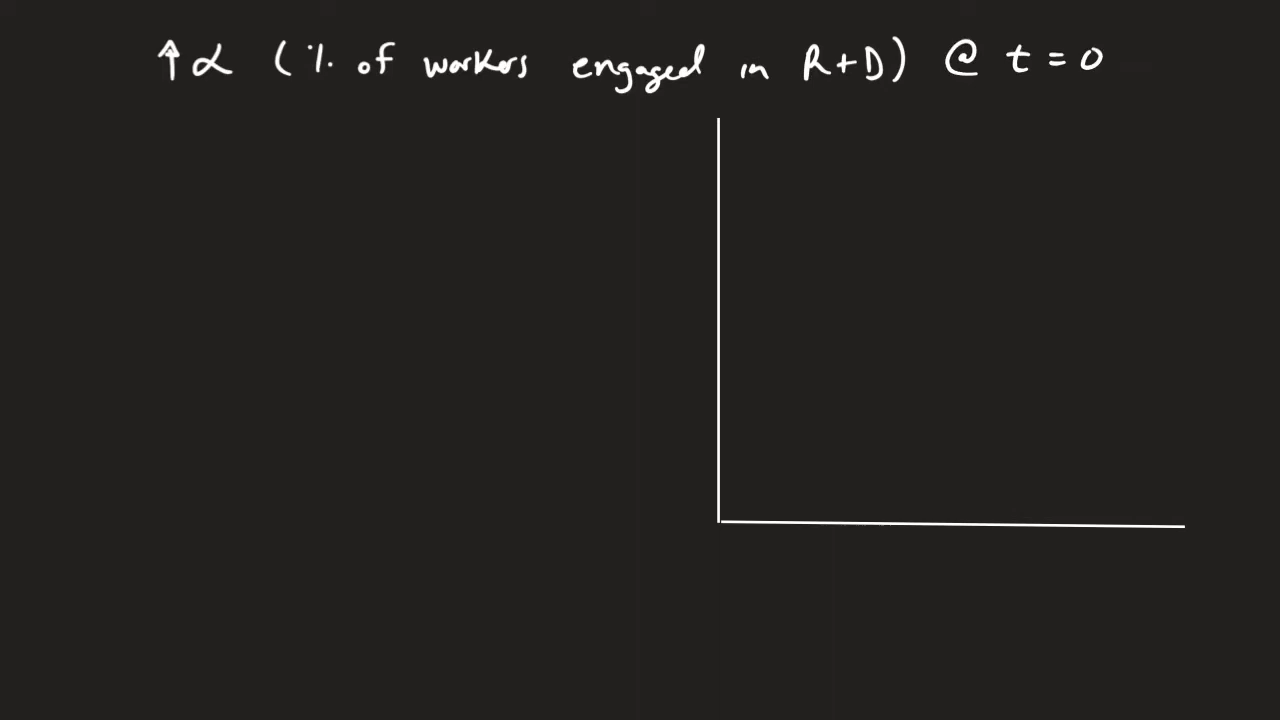 ↑α (% of workers engaged in R+D) @ t = 0